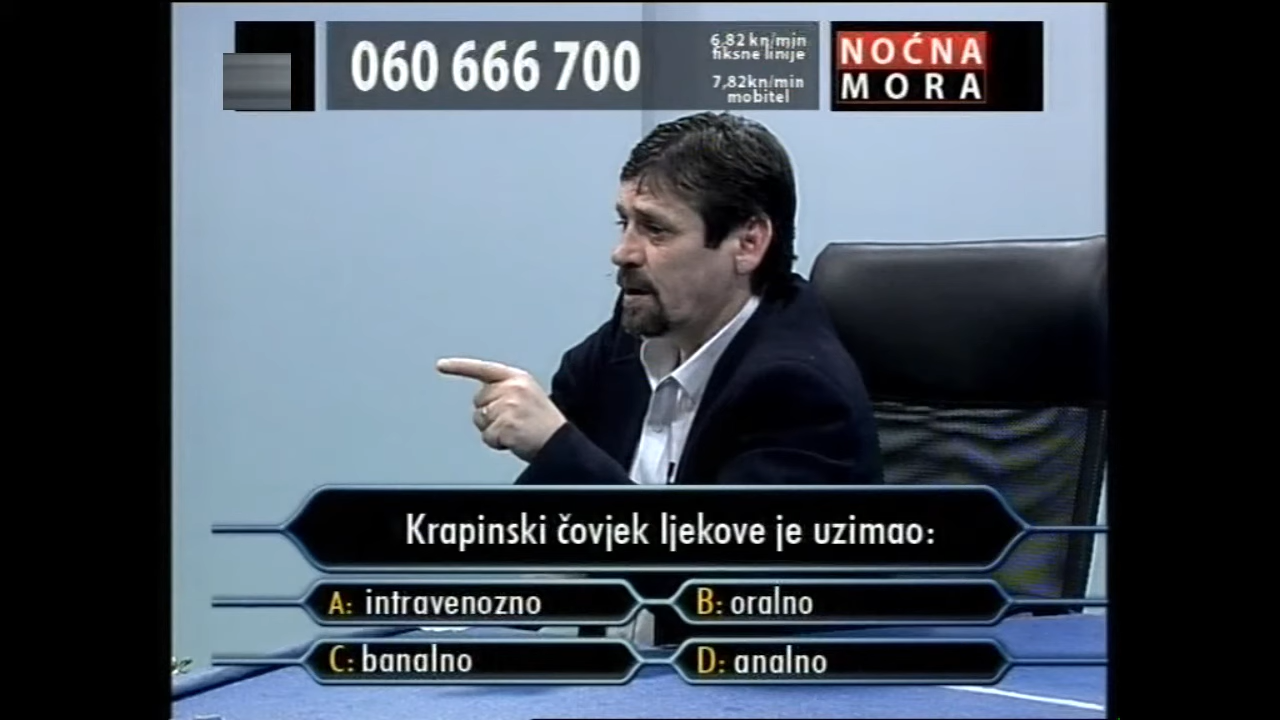 060 666 700
6,82 kn/min
fiksne linije
7,82kn/min
mobitel
NOĆNA
MORA
Krapinski čovjek ljekove je uzimao:
A: intravenozno
B: oralno
C: banalno
D: analno